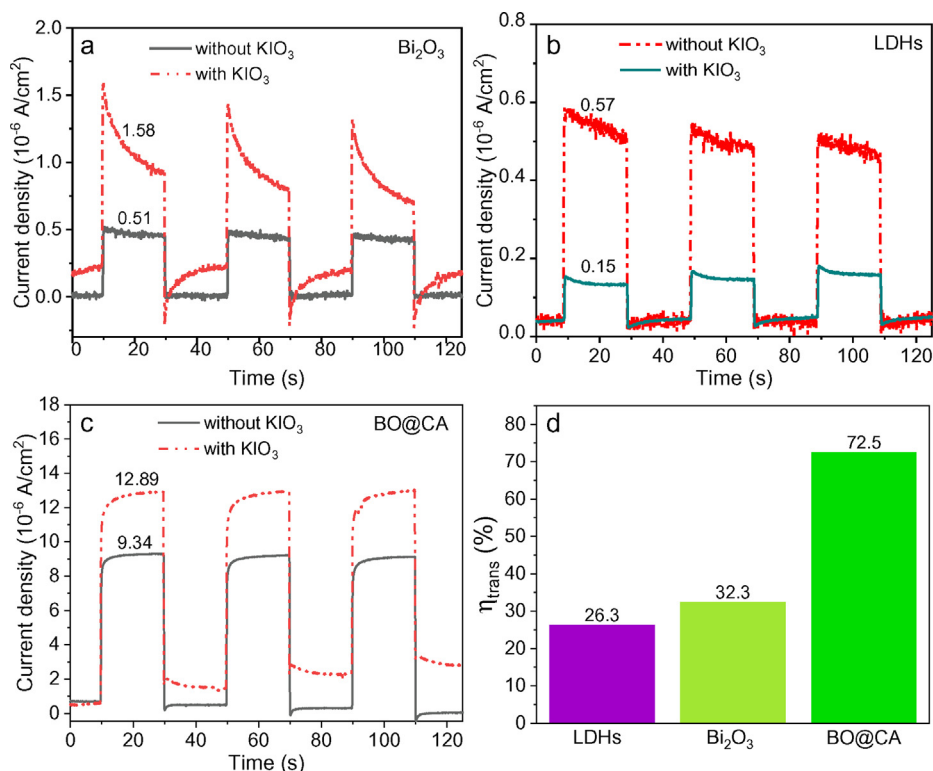 a
without KIO₃
with KIO₃
Bi₂O₃
1.58
0.51
2.0
1.5
1.0
0.5
0.0
Current density (10⁻⁶ A/cm²)
0 20 40 60 80 100 120
Time (s)
b
without KIO₃
with KIO₃
LDHs
0.57
0.15
0.8
0.6
0.4
0.2
0.0
Current density (10⁻⁶ A/cm²)
0 20 40 60 80 100 120
Time (s)
c
without KIO₃
with KIO₃
BO@CA
12.89
9.34
18
16
14
12
10
8
6
4
2
0
Current density (10⁻⁶ A/cm²)
0 20 40 60 80 100 120
Time (s)
d
72.5
32.3
26.3
80
70
60
50
40
30
20
10
0
ηtrans (%)
LDHs Bi₂O₃ BO@CA